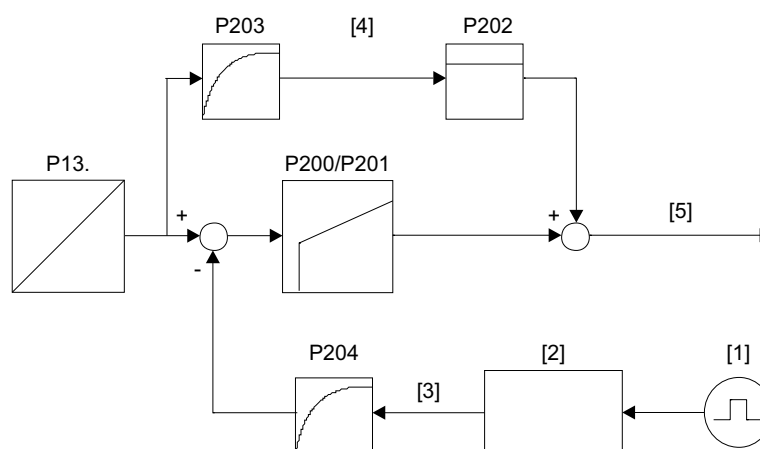 P203 [4] P202
P13. P200/P201
+ + [5]
-
P204 [2] [1]
[3]